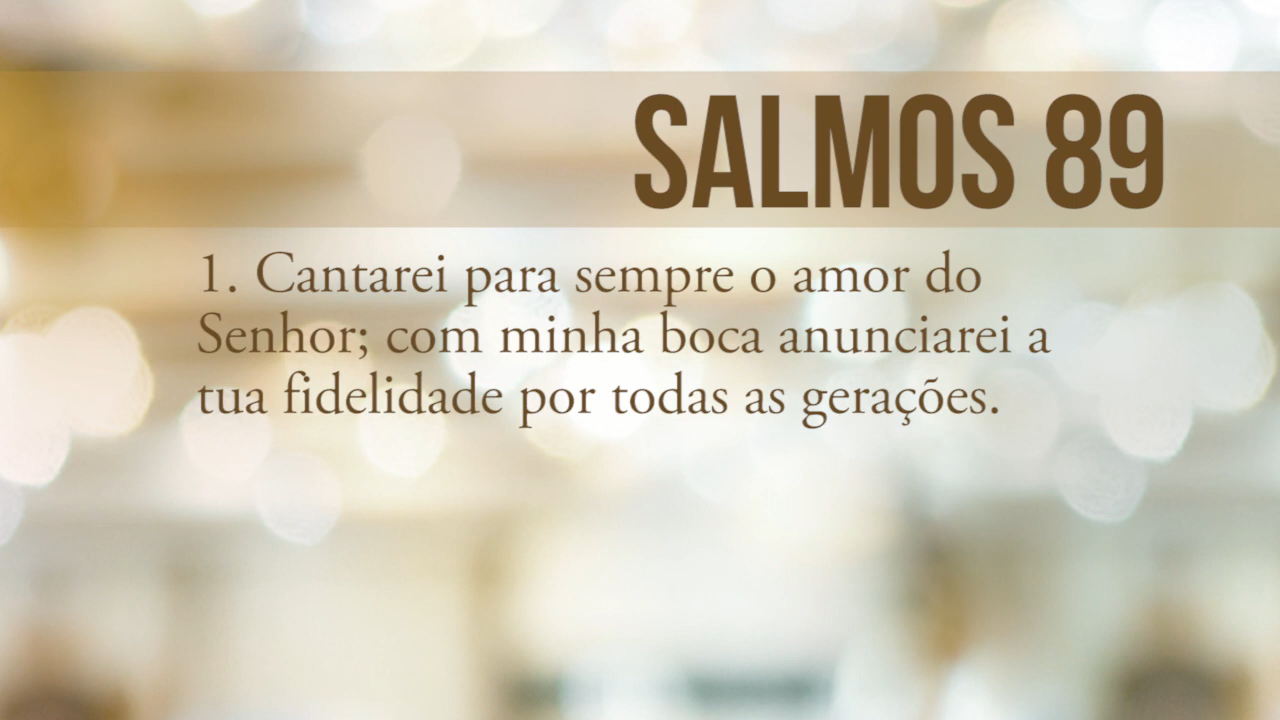 SALMOS 89
1. Cantarei para sempre o amor do
Senhor; com minha boca anunciarei a
tua fidelidade por todas as gerações.